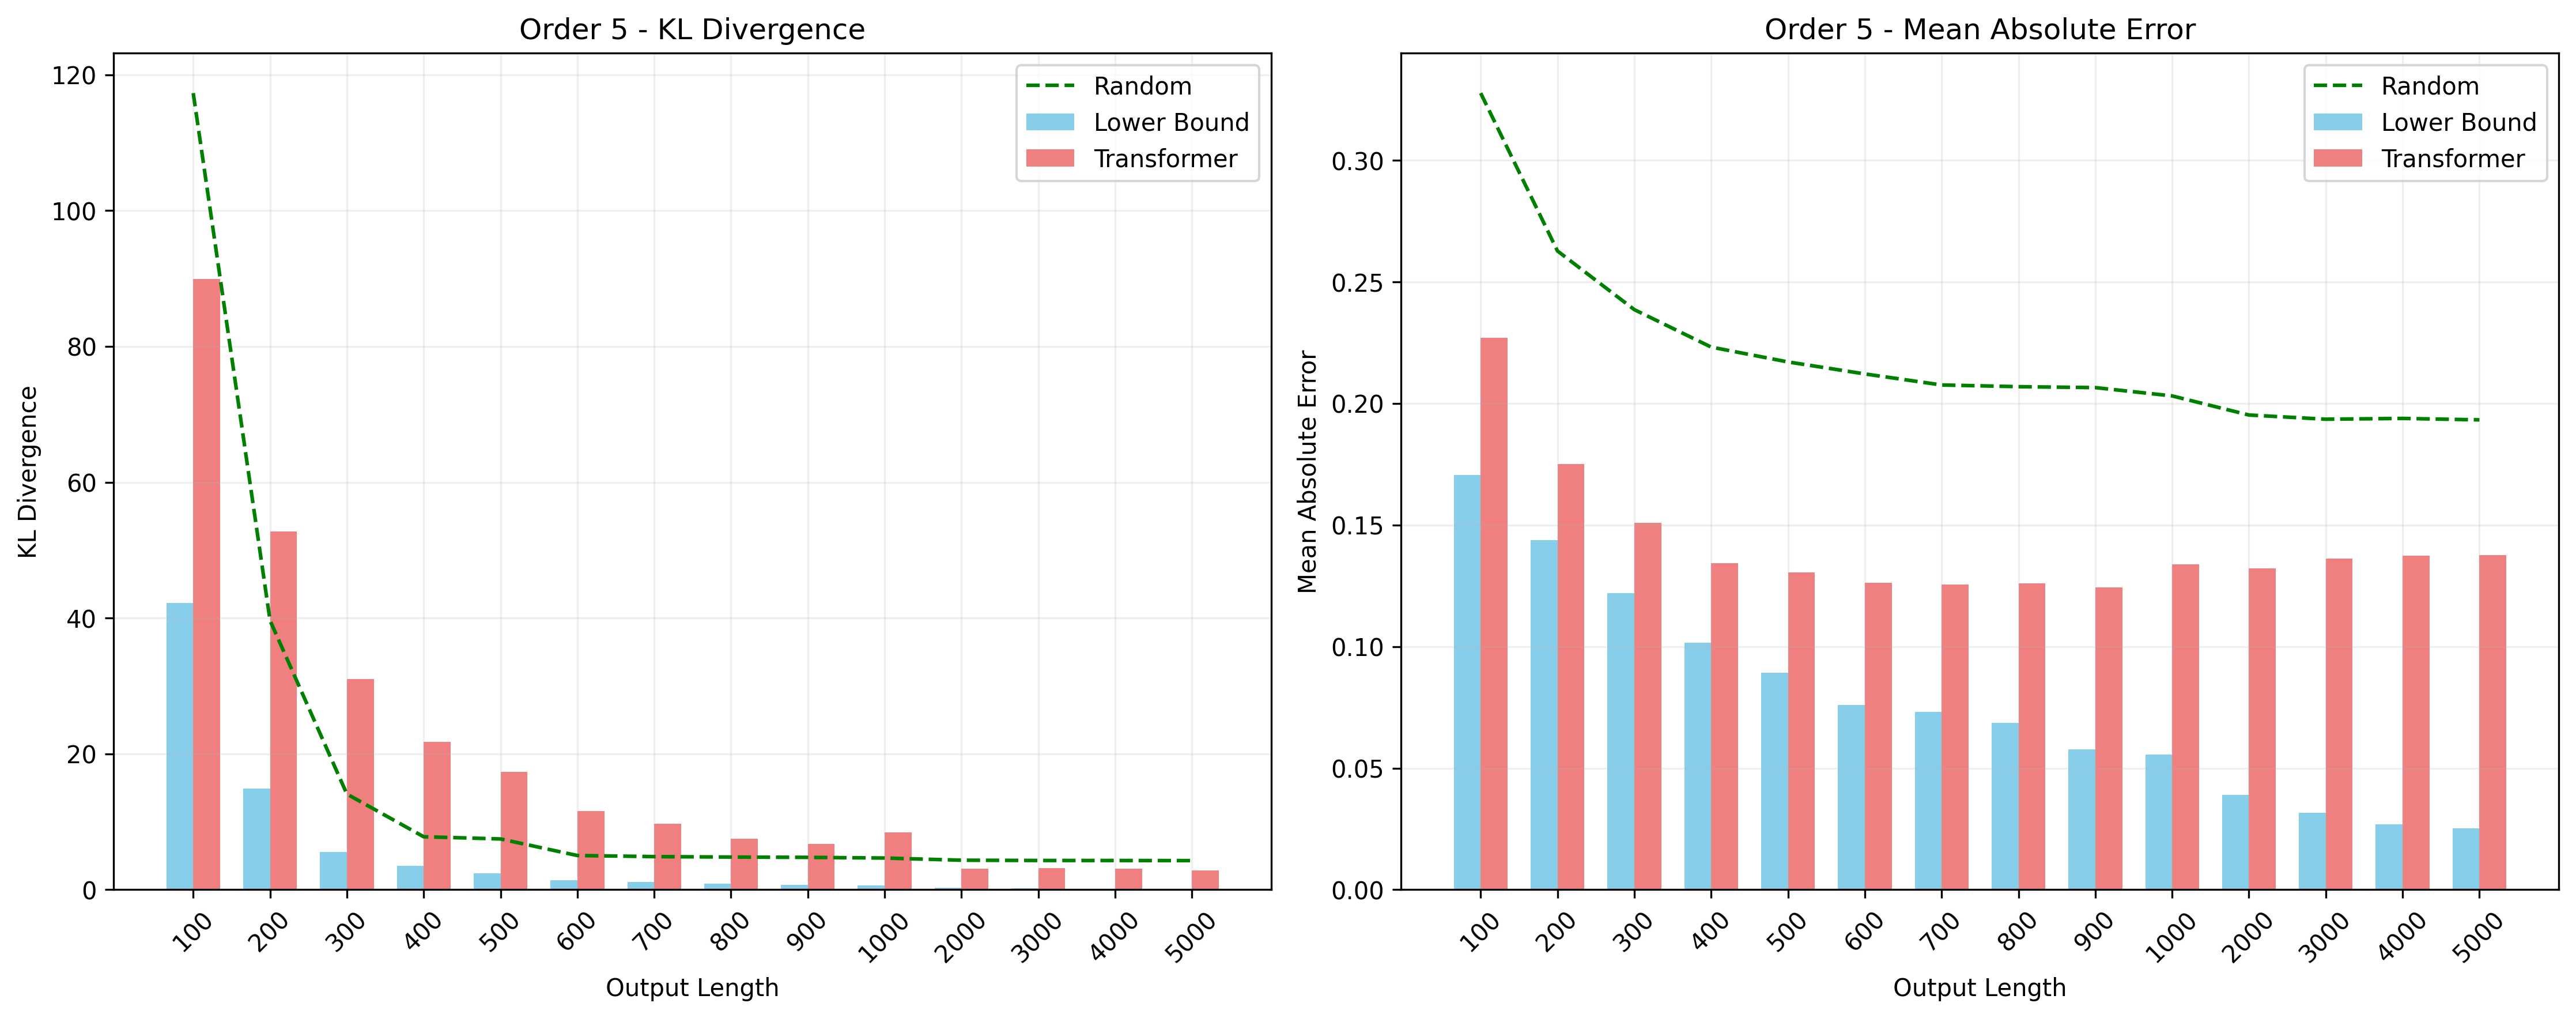 Order 5 - KL Divergence
KL Divergence
120
100
80
60
40
20
0
Random
Lower Bound
Transformer
100 200 300 400 500 600 700 800 900 1000 2000 3000 4000 5000
Output Length
Order 5 - Mean Absolute Error
Mean Absolute Error
0.30
0.25
0.20
0.15
0.10
0.05
0.00
Random
Lower Bound
Transformer
100 200 300 400 500 600 700 800 900 1000 2000 3000 4000 5000
Output Length